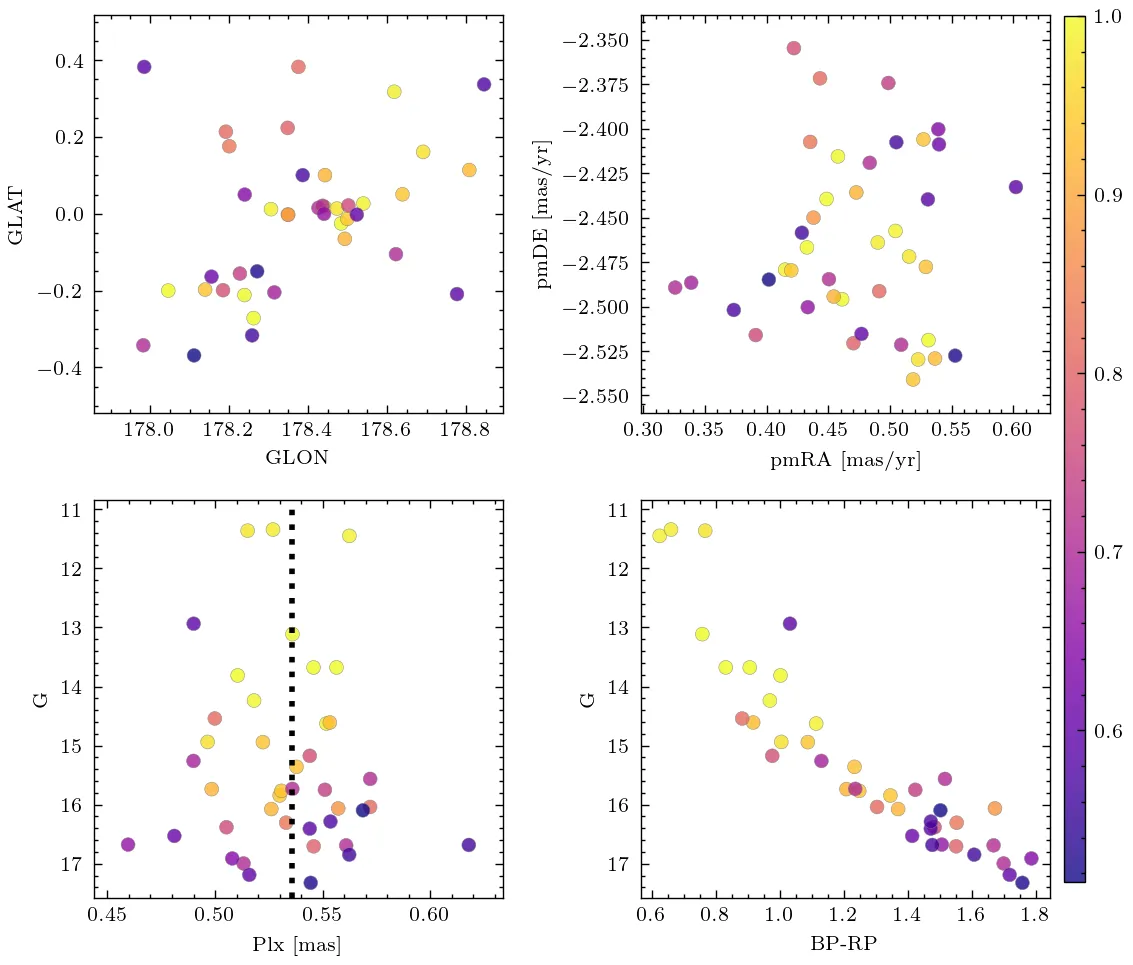 0.4
0.2
0.0
−0.2
−0.4
GLAT
178.0 178.2 178.4 178.6 178.8
GLON
−2.350
−2.375
−2.400
−2.425
−2.450
−2.475
−2.500
−2.525
−2.550
pmDE [mas/yr]
0.30 0.35 0.40 0.45 0.50 0.55 0.60
pmRA [mas/yr]
11
12
13
14
15
16
17
G
0.45 0.50 0.55 0.60
Plx [mas]
11
12
13
14
15
16
17
G
0.6 0.8 1.0 1.2 1.4 1.6 1.8
BP-RP
1.0
0.9
0.8
0.7
0.6